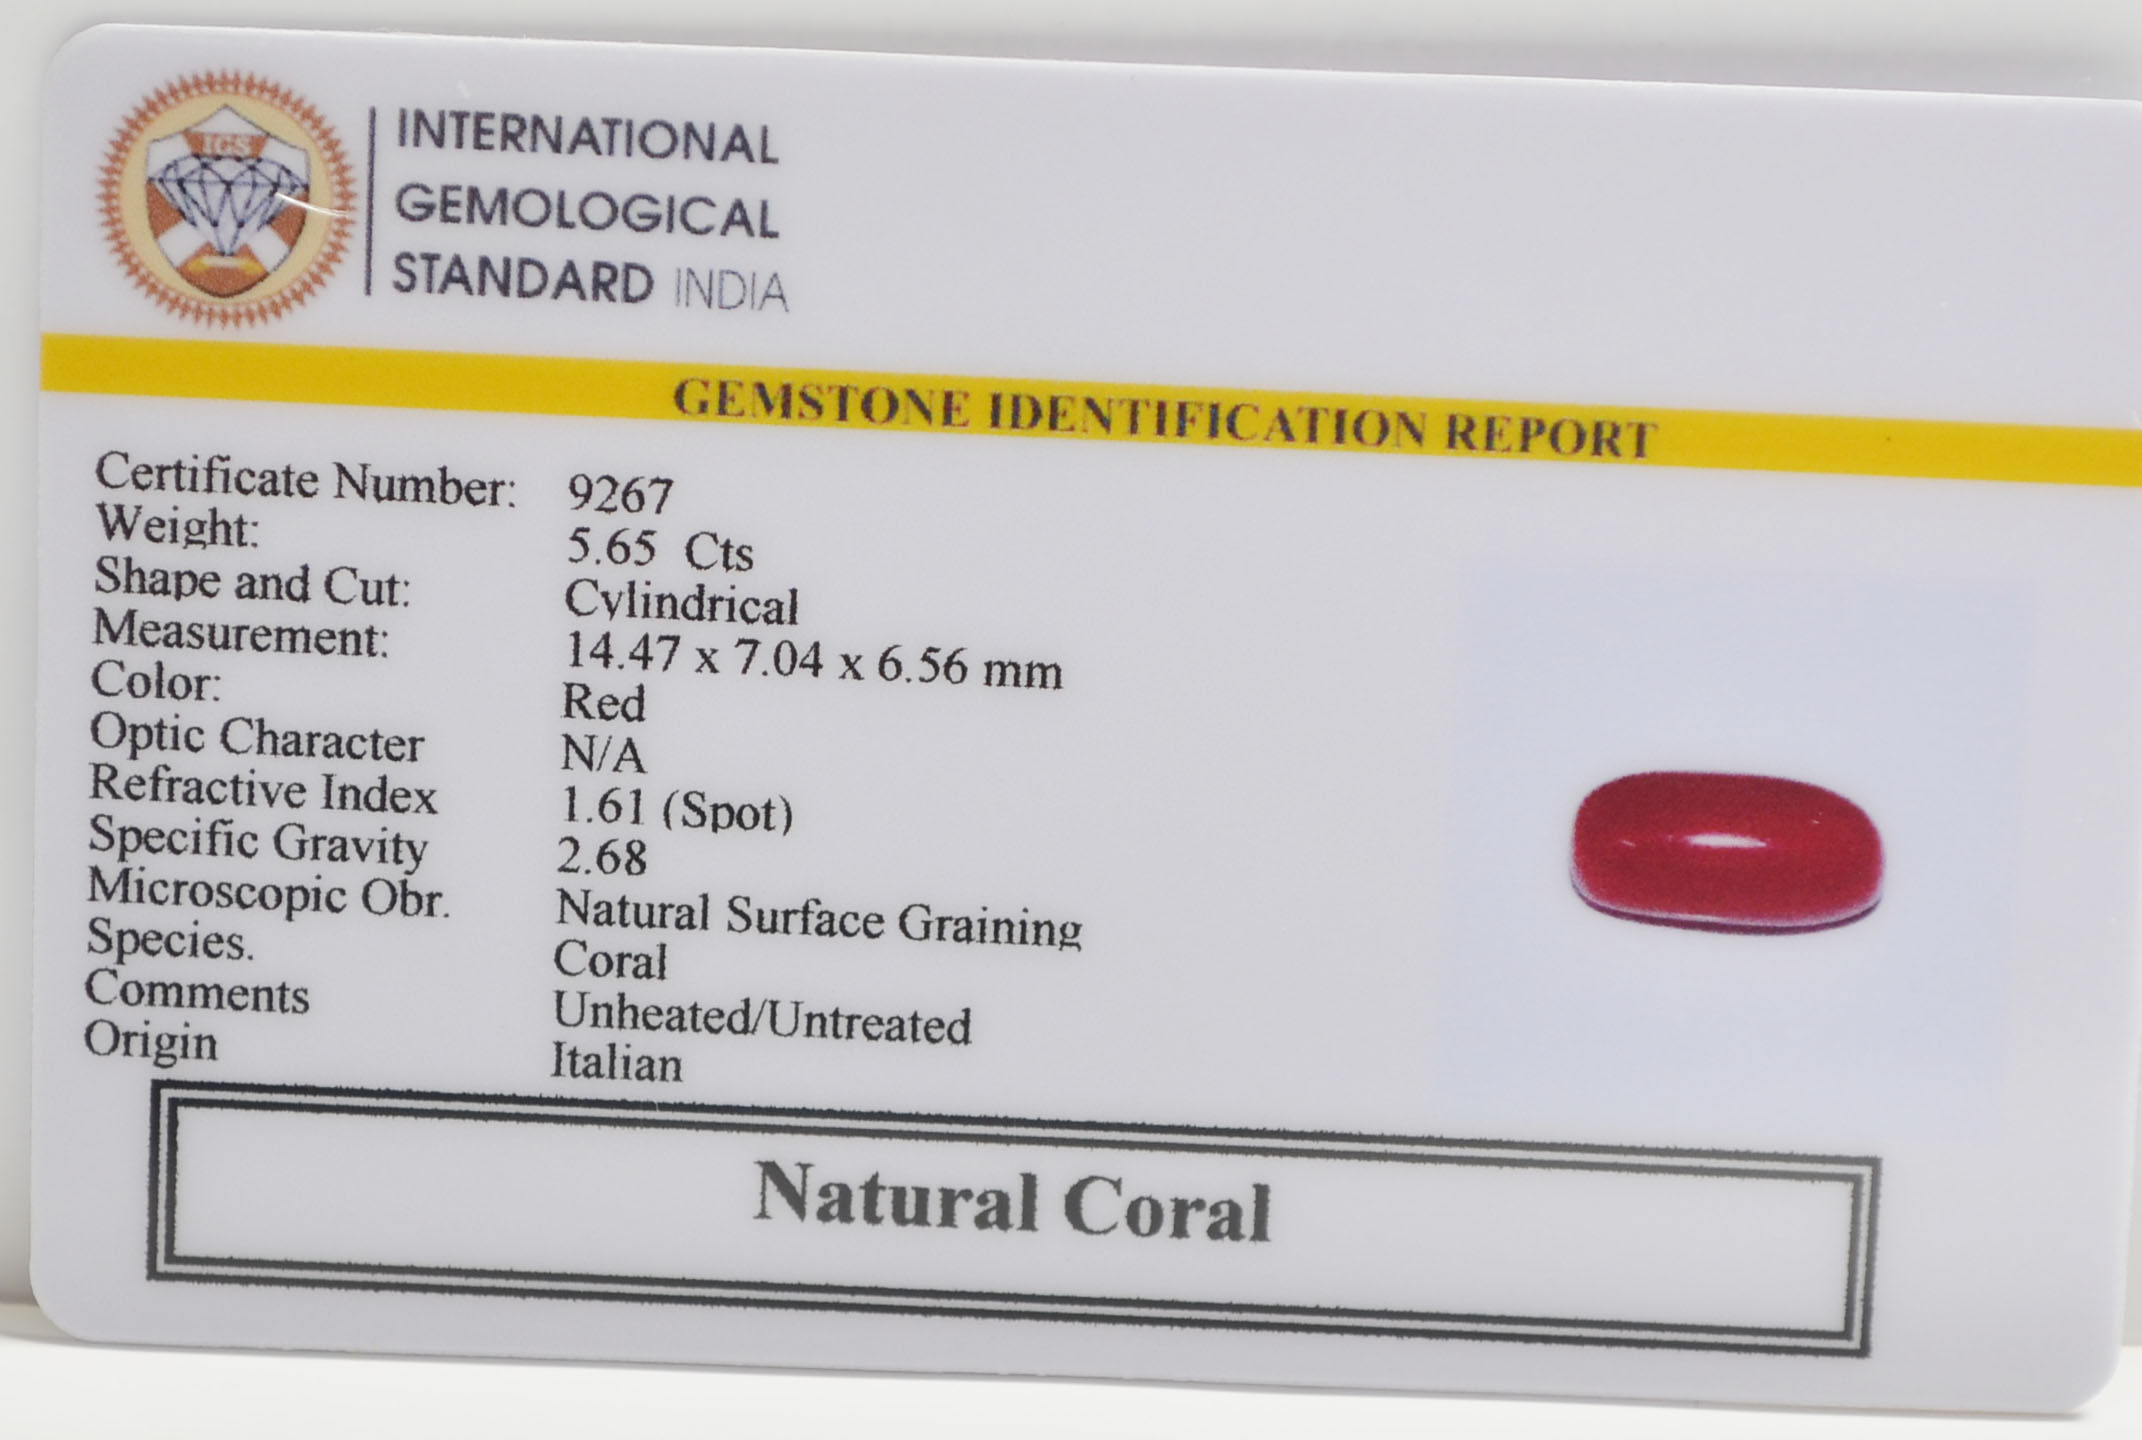 IGS
INTERNATIONAL
GEMOLOGICAL
STANDARD INDIA
GEMSTONE IDENTIFICATION REPORT
Certificate Number: 9267
Weight: 5.65 Cts
Shape and Cut: Cylindrical
Measurement: 14.47 x 7.04 x 6.56 mm
Color: Red
Optic Character N/A
Refractive Index 1.61 (Spot)
Specific Gravity 2.68
Microscopic Obr. Natural Surface Graining
Species. Coral
Comments Unheated/Untreated
Origin Italian
Natural Coral